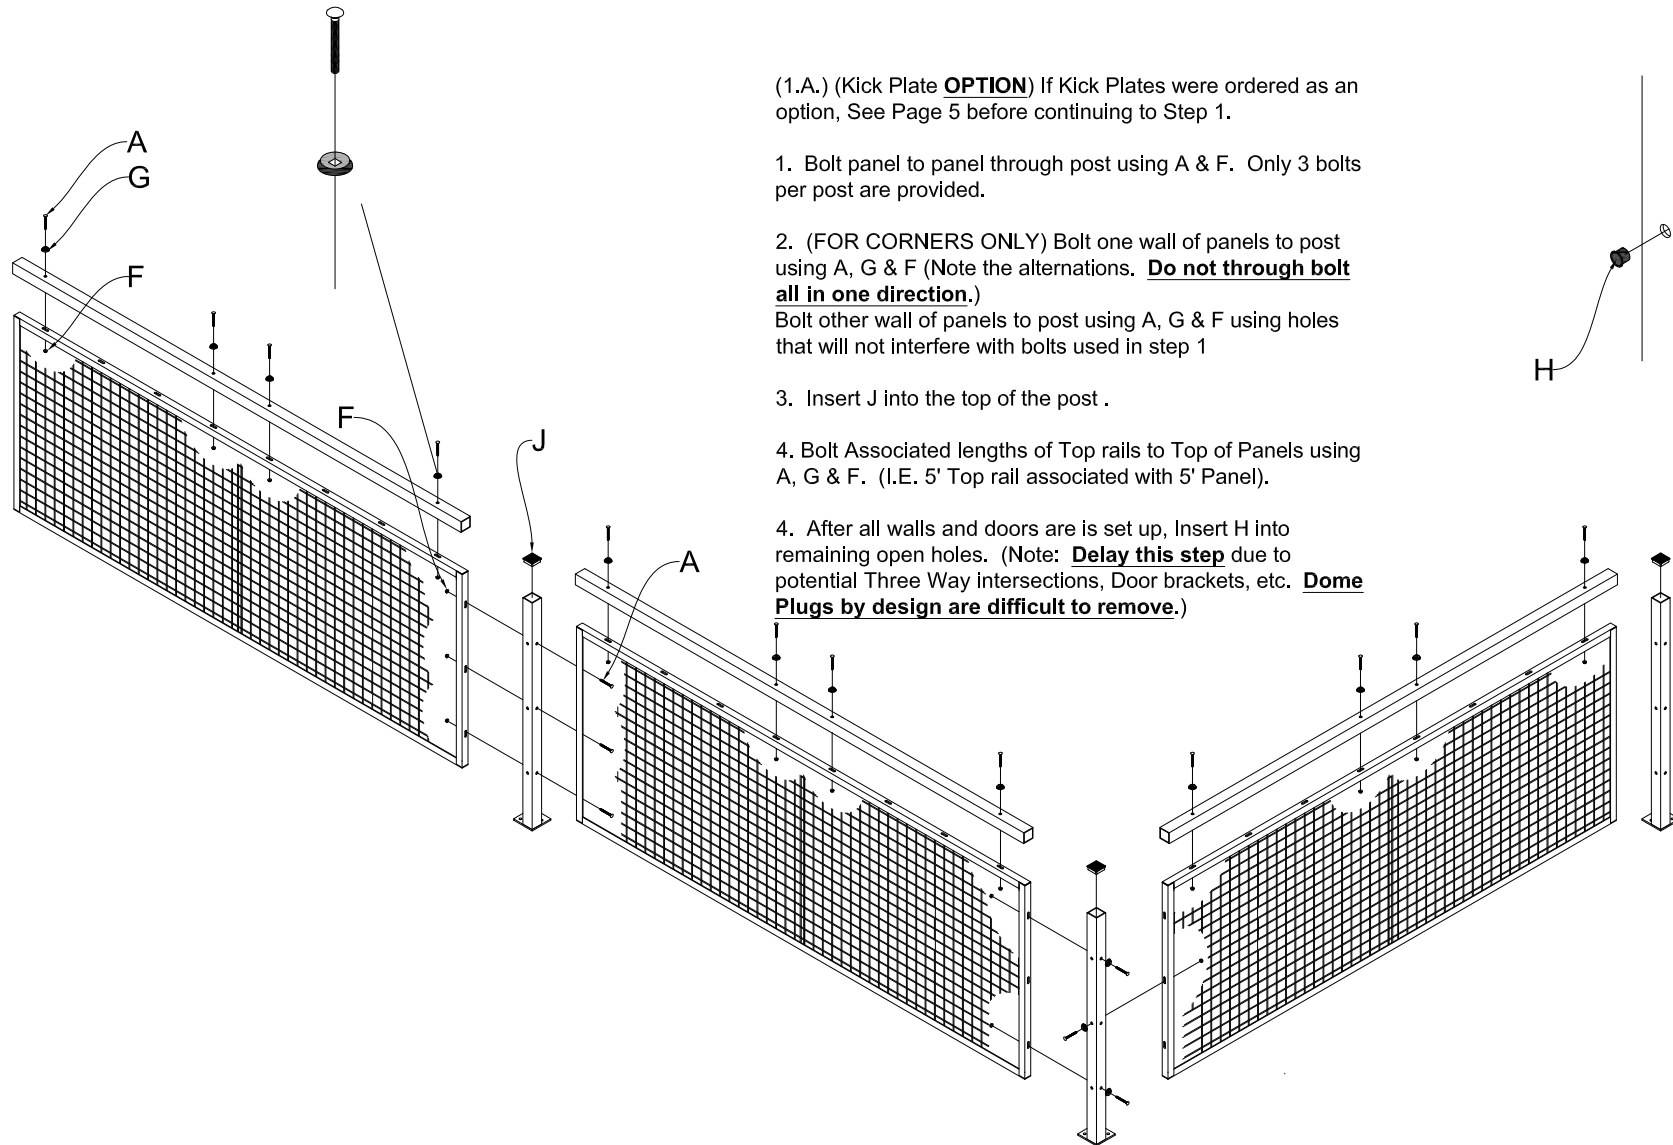 (1.A.) (Kick Plate OPTION) If Kick Plates were ordered as an
option, See Page 5 before continuing to Step 1.
1. Bolt panel to panel through post using A & F. Only 3 bolts
per post are provided.
2. (FOR CORNERS ONLY) Bolt one wall of panels to post
using A, G & F (Note the alternations. Do not through bolt
all in one direction.)
Bolt other wall of panels to post using A, G & F using holes
that will not interfere with bolts used in step 1
3. Insert J into the top of the post .
4. Bolt Associated lengths of Top rails to Top of Panels using
A, G & F. (I.E. 5' Top rail associated with 5' Panel).
4. After all walls and doors are is set up, Insert H into
remaining open holes. (Note: Delay this step due to
potential Three Way intersections, Door brackets, etc. Dome
Plugs by design are difficult to remove.)
A
G
F
F
J
A
H